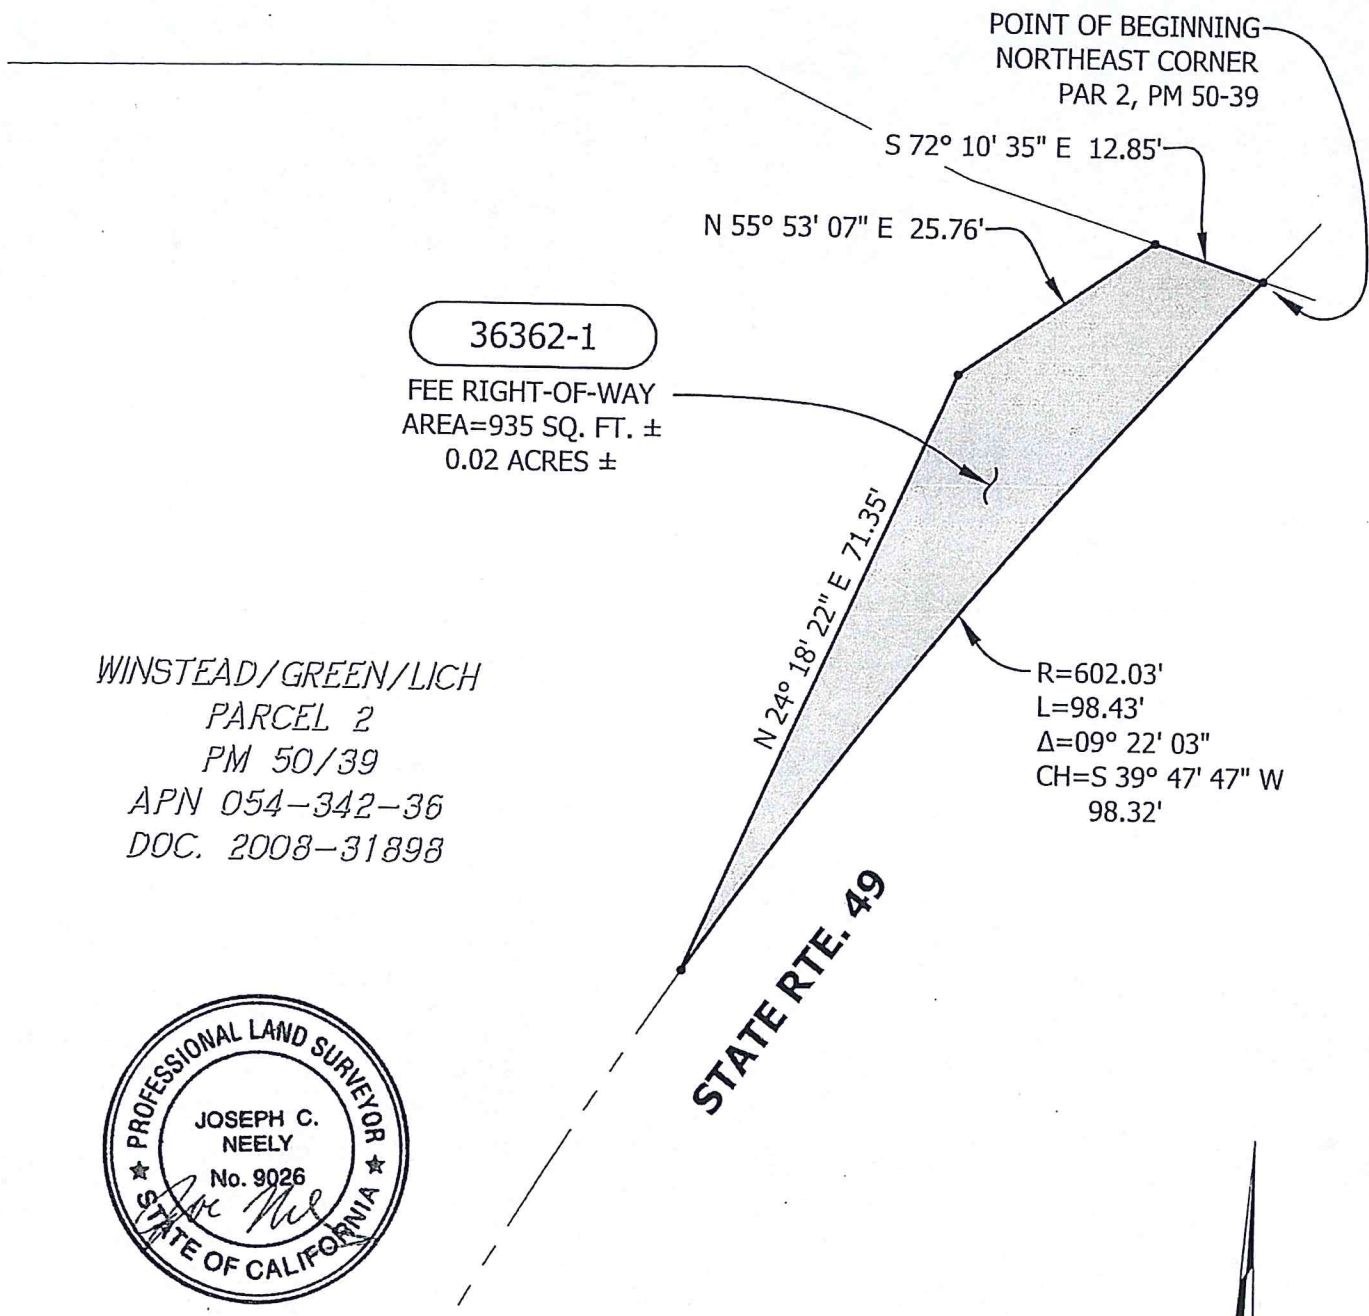 POINT OF BEGINNING
NORTHEAST CORNER
PAR 2, PM 50-39
S 72° 10' 35" E 12.85'
N 55° 53' 07" E 25.76'
36362-1
FEE RIGHT-OF-WAY
AREA=935 SQ. FT. ±
0.02 ACRES ±
N 24° 18' 22" E 71.35'
WINSTEAD/GREEN/LICH
PARCEL 2
PM 50/39
APN 054-342-36
DOC. 2008-31898
R=602.03'
L=98.43'
Δ=09° 22' 03"
CH=S 39° 47' 47" W
98.32'
STATE RTE. 49
PROFESSIONAL LAND SURVEYOR
JOSEPH C.
NEELY
No. 9026
STATE OF CALIFORNIA